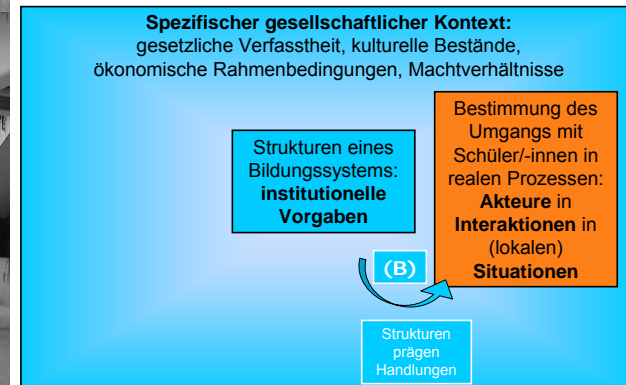 Spezifischer gesellschaftlicher Kontext:
gesetzliche Verfasstheit, kulturelle Bestände,
ökonomische Rahmenbedingungen, Machtverhältnisse
Strukturen eines
Bildungssystems:
institutionelle
Vorgaben
Bestimmung des
Umgangs mit
Schüler/-innen in
realen Prozessen:
Akteure in
Interaktionen in
(lokalen)
Situationen
(B)
Strukturen
prägen
Handlungen